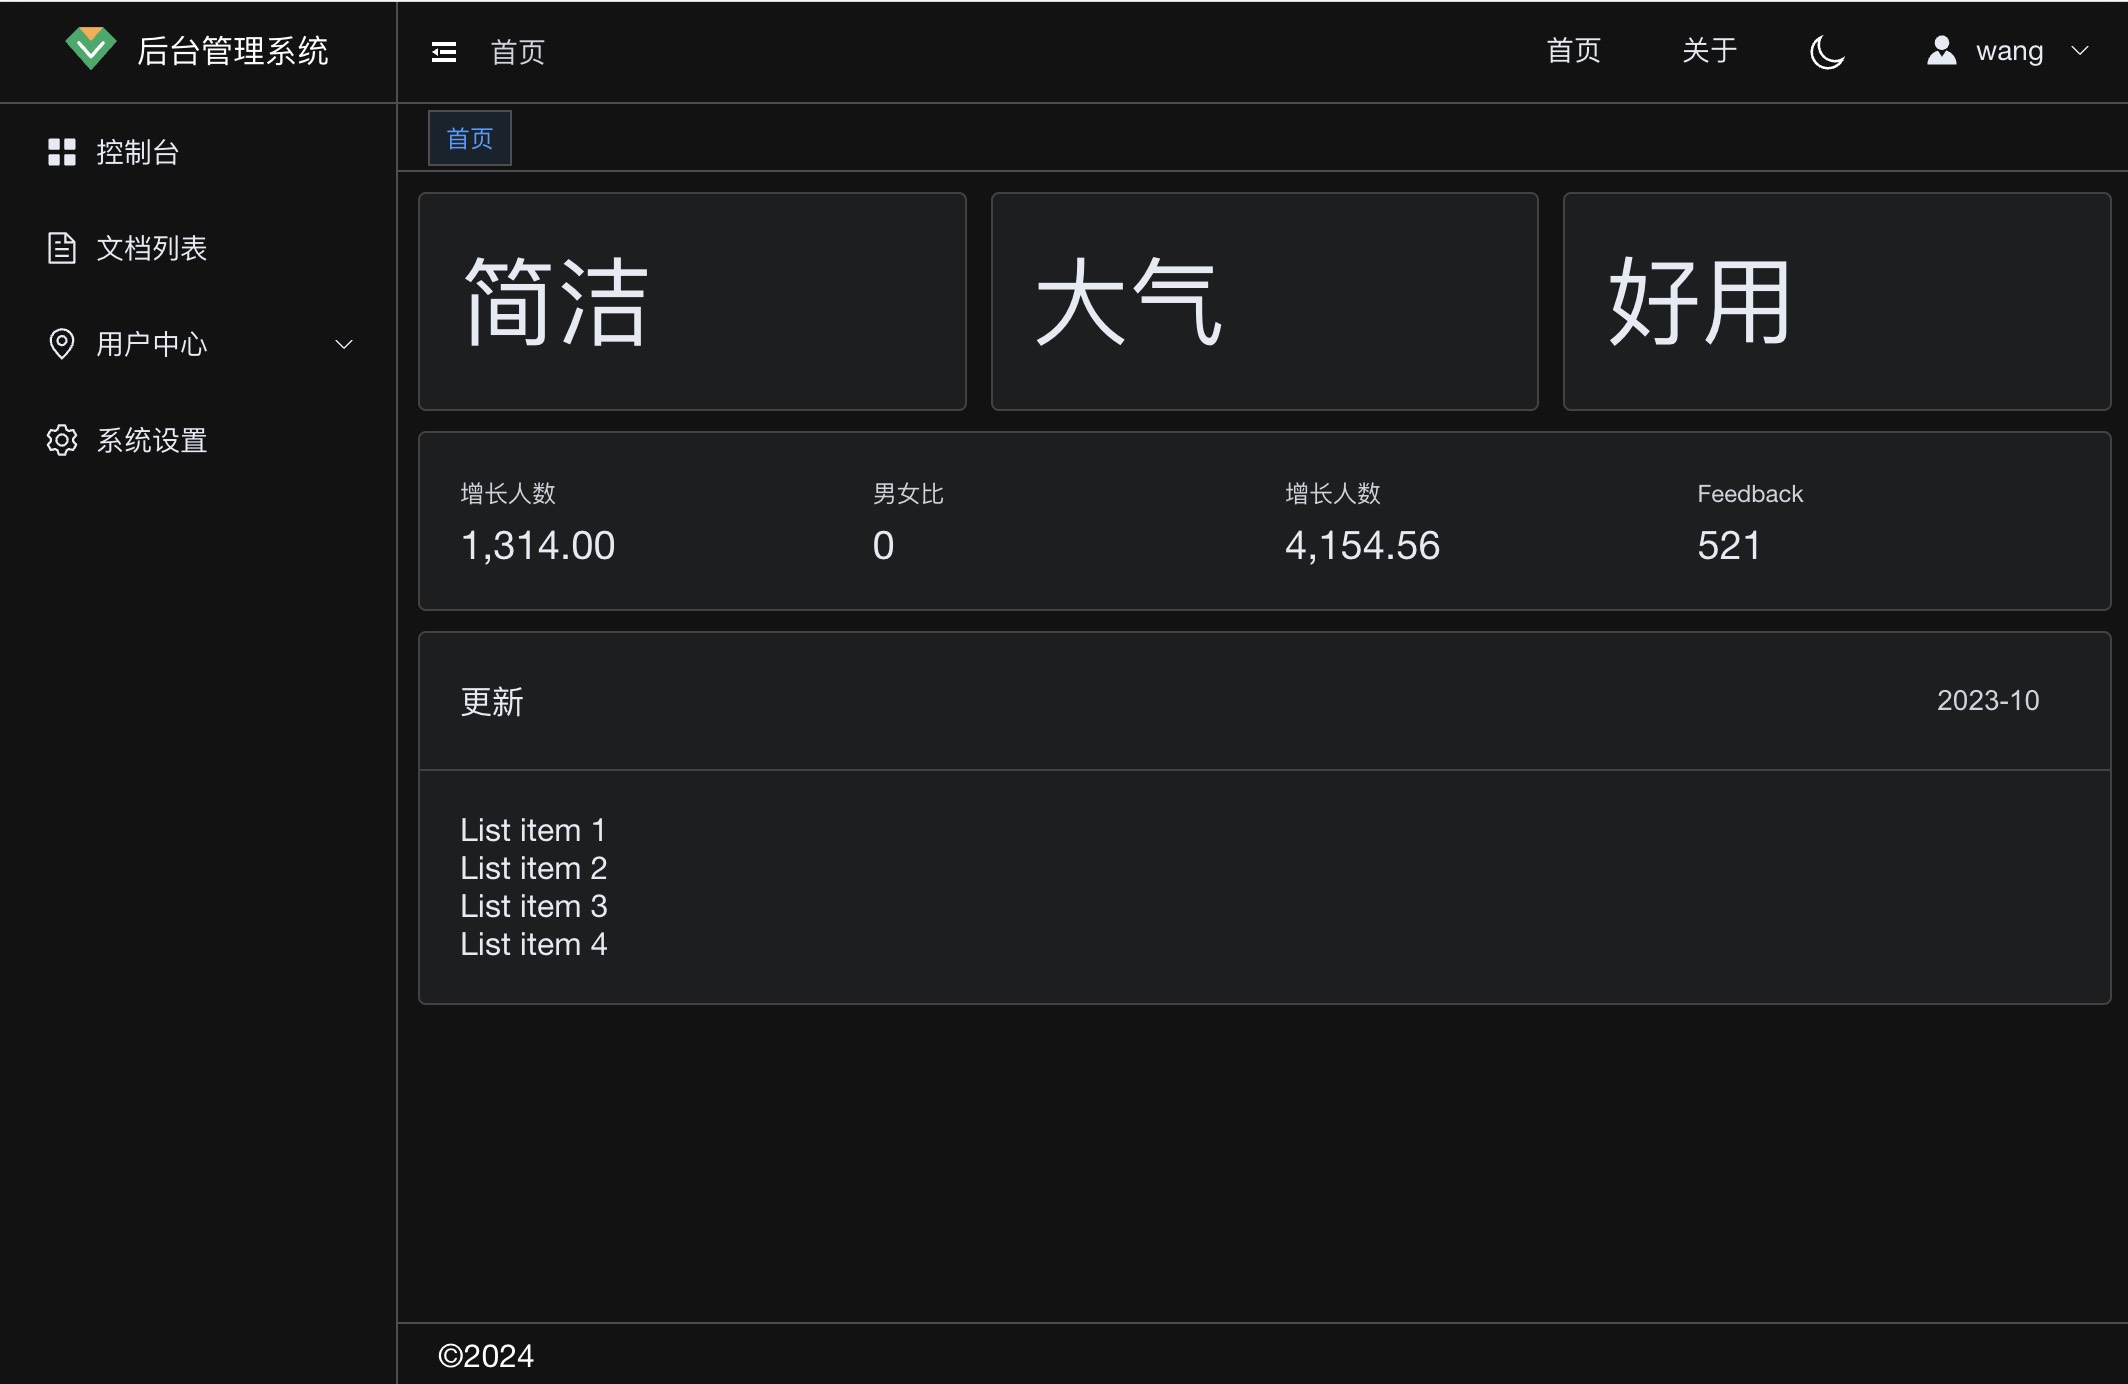 后台管理系统
首页
首页
关于
wang
控制台
文档列表
用户中心
系统设置
首页
简洁
大气
好用
增长人数
1,314.00
男女比
0
增长人数
4,154.56
Feedback
521
更新
2023-10
List item 1
List item 2
List item 3
List item 4
©2024